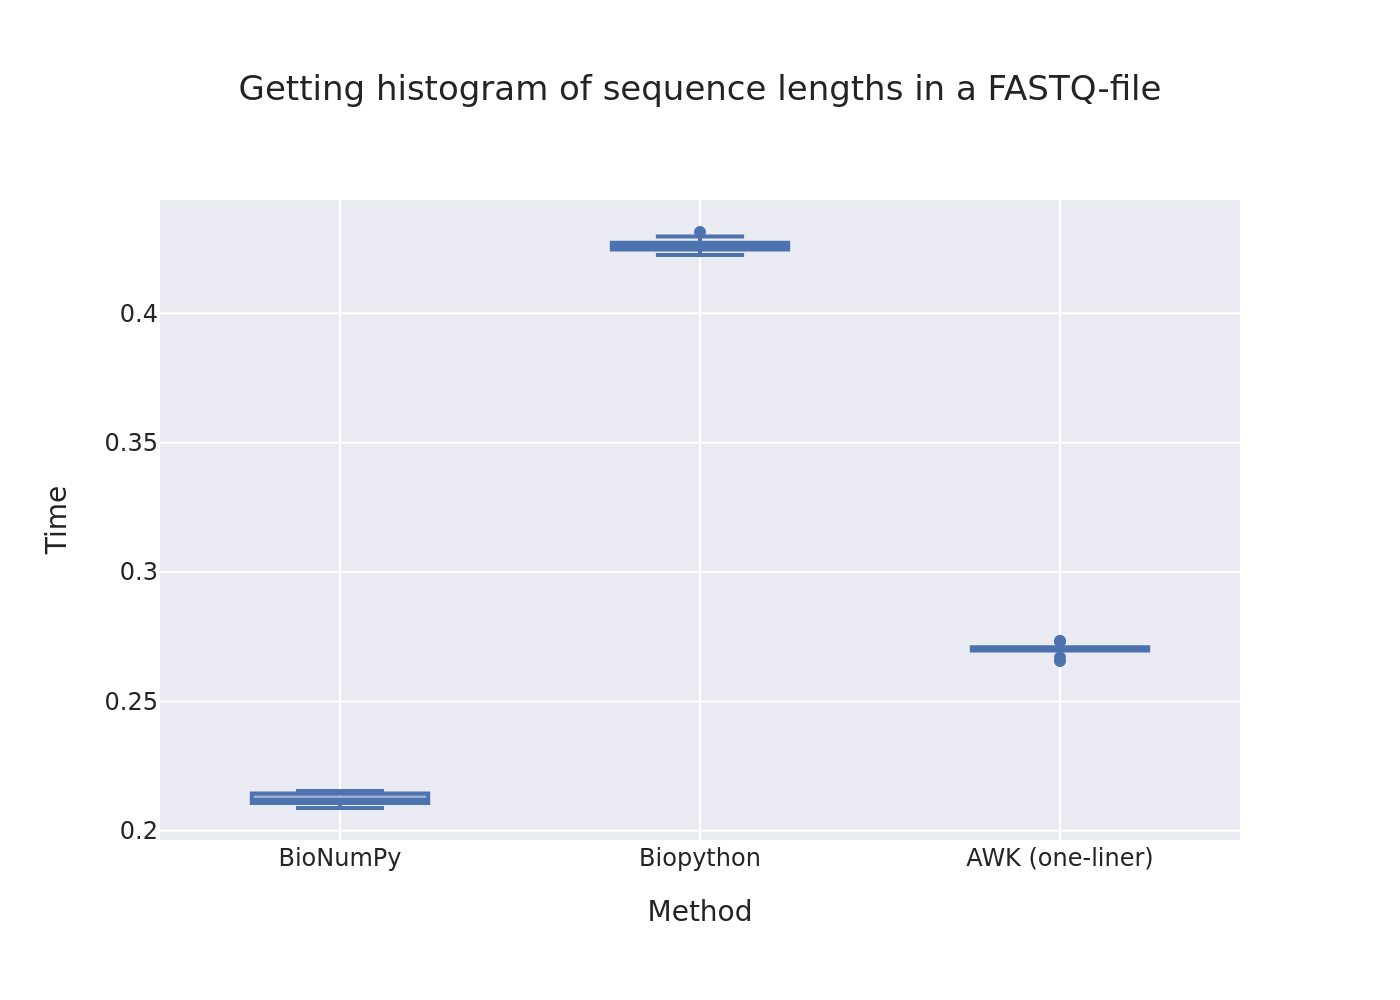 Getting histogram of sequence lengths in a FASTQ-file
0.4
0.35
0.3
0.25
0.2
Time
BioNumPy Biopython AWK (one-liner)
Method